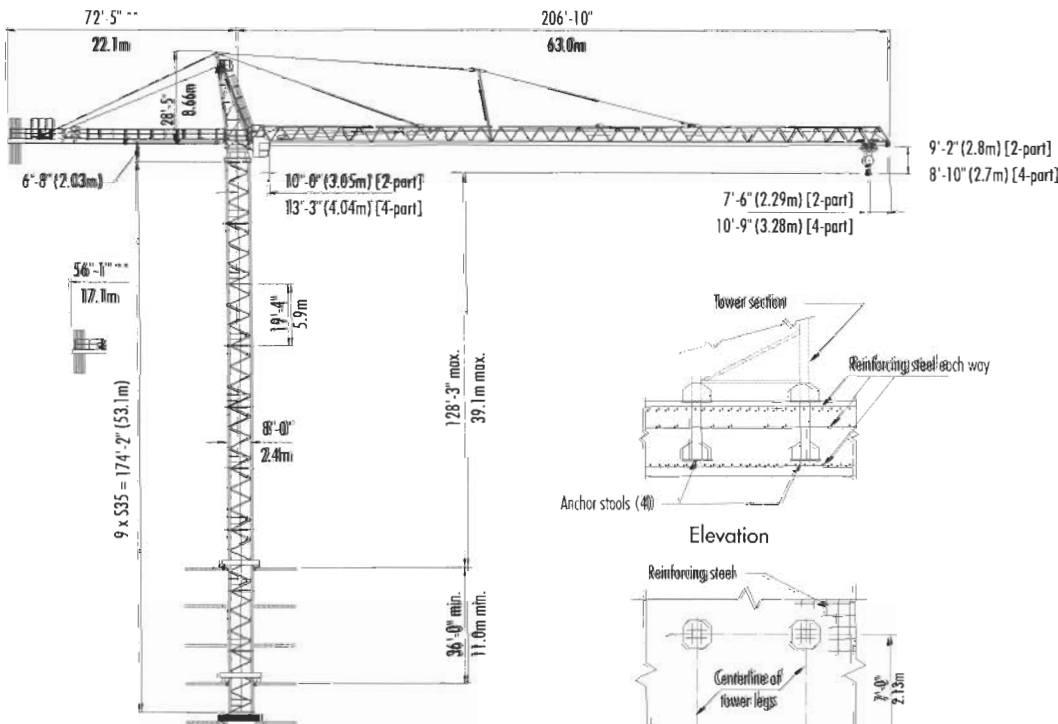 72'-5" **
22.1m
206'-10"
63.0m
28'-5"
8.66m
9'-2" (2.8m) [2-part]
8'-10" (2.7m) [4-part]
6'-8" (2.03m)
10'-0" (3.05m) [2-part]
13'-3" (4.04m) [4-part]
7'-6" (2.29m) [2-part]
10'-9" (3.28m) [4-part]
56'-1" **
17.1m
19'-4"
5.9m
Tower section
Reinforcing steel each way
128'-3" max.
39.1m max.
8'-0"
2.4m
9 x S35 = 174'-2" (53.1m)
Anchor stools (4)
Elevation
Reinforcing steel
36'-0" min.
11.0m min.
Centerline of
tower legs
7'-0"
2.13m